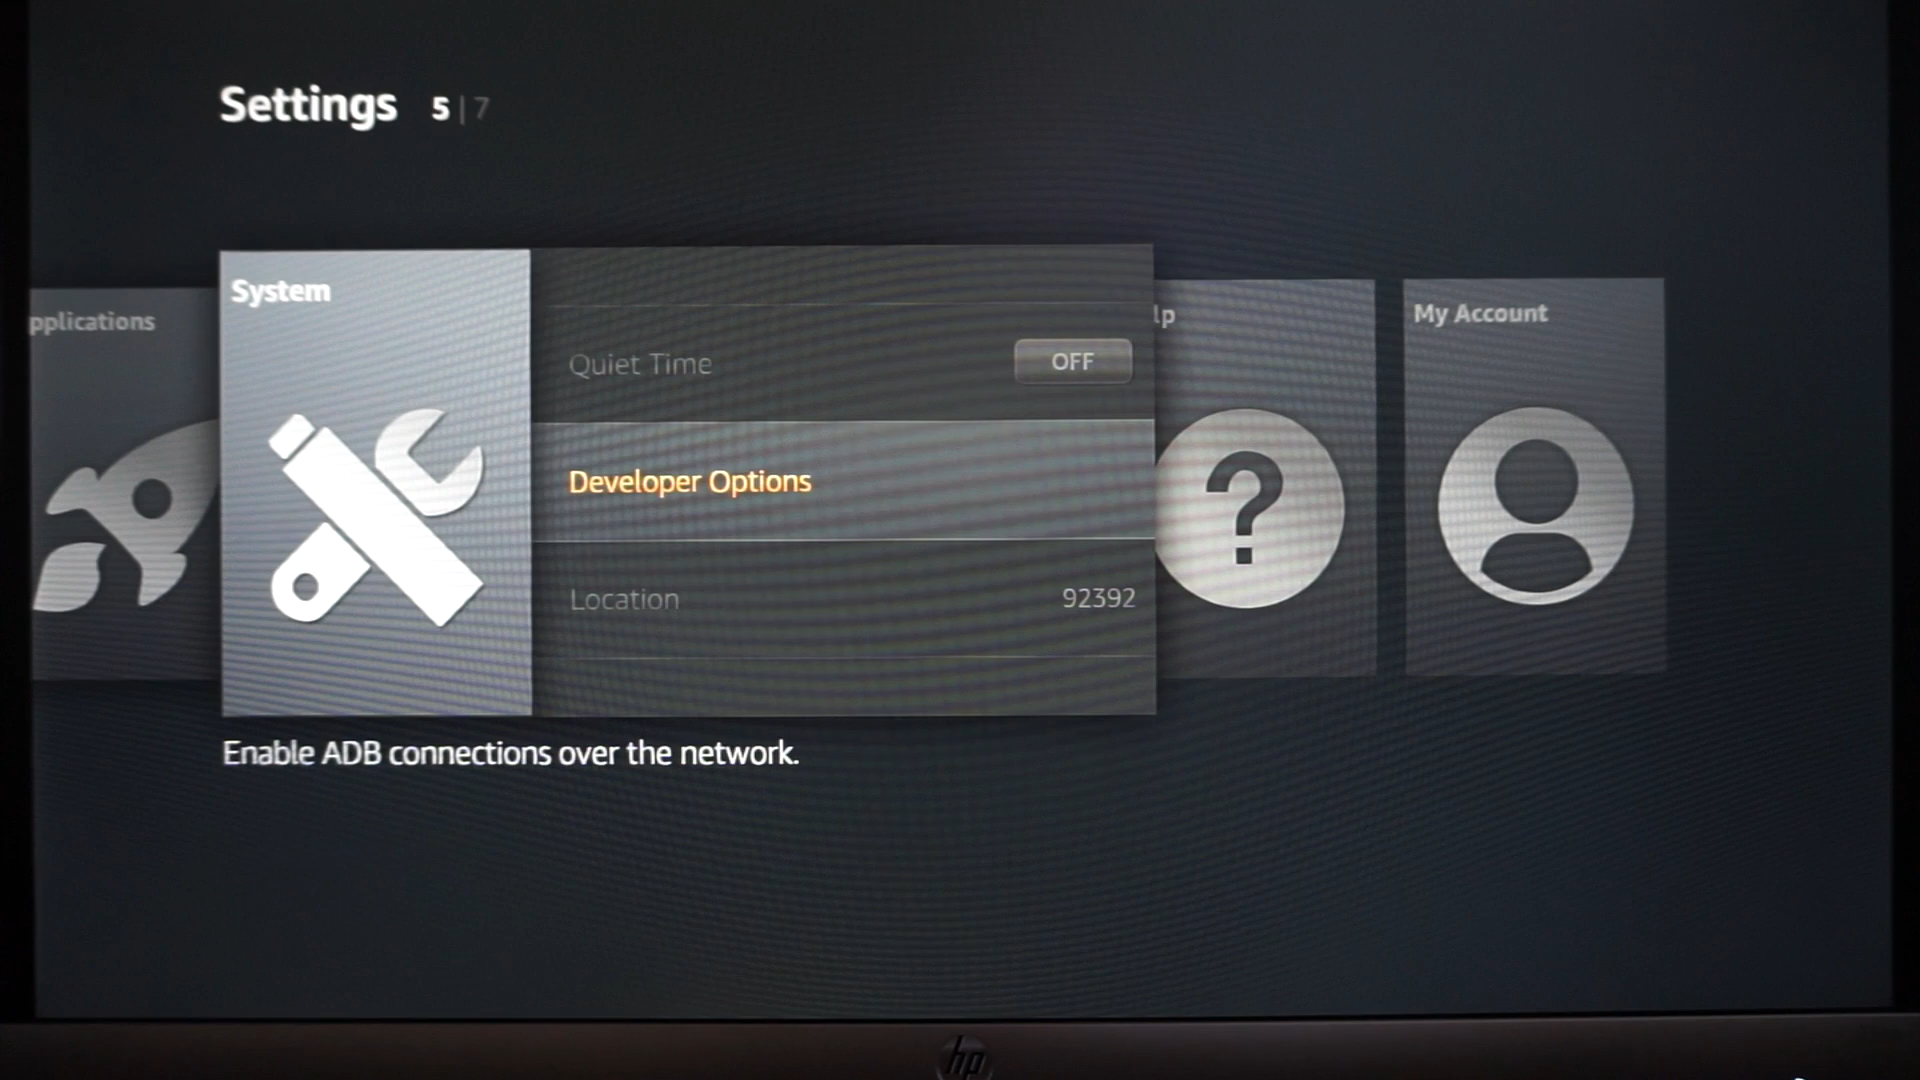 Settings 5 | 7
System
pplications
lp
My Account
Quiet Time OFF
Developer Options
Location 92392
Enable ADB connections over the network.
hp